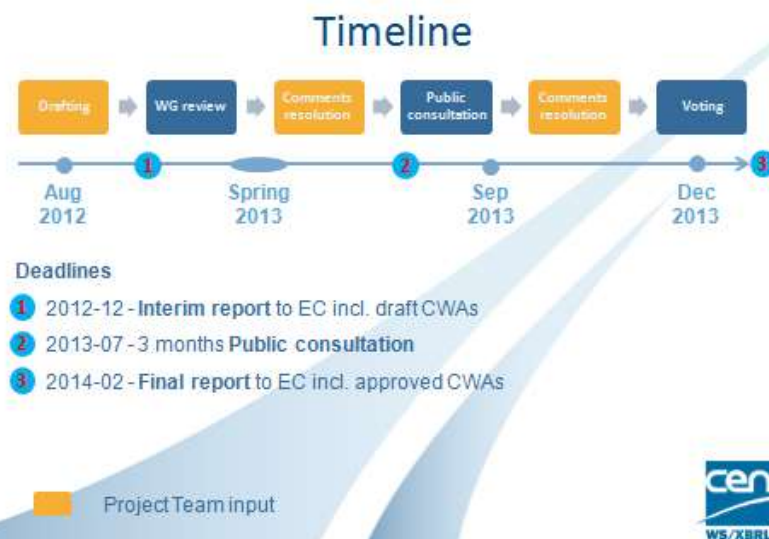 Timeline
Drafting
WG review
Comments
resolution
Public
consultation
Comments
resolution
Voting
1
2
3
Aug
2012
Spring
2013
Sep
2013
Dec
2013
Deadlines
1 2012-12 - Interim report to EC incl. draft CWAs
2 2013-07 - 3 months Public consultation
3 2014-02 - Final report to EC incl. approved CWAs
Project Team input
cen
WS/XBRL